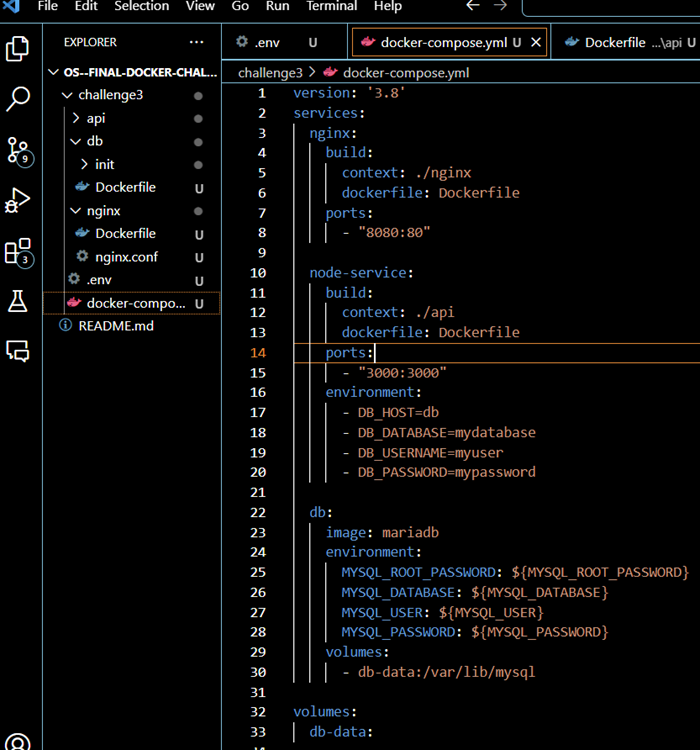 File Edit Selection View Go Run Terminal Help
EXPLORER
.env U
docker-compose.yml U
Dockerfile ...\api U
OS--FINAL-DOCKER-CHAL...
challenge3
api
db
init
Dockerfile U
nginx
Dockerfile U
nginx.conf U
.env U
docker-compo... U
README.md
9
3
challenge3 > docker-compose.yml
1 version: '3.8'
2 services:
3 nginx:
4 build:
5 context: ./nginx
6 dockerfile: Dockerfile
7 ports:
8 - "8080:80"
9
10 node-service:
11 build:
12 context: ./api
13 dockerfile: Dockerfile
14 ports:
15 - "3000:3000"
16 environment:
17 - DB_HOST=db
18 - DB_DATABASE=mydatabase
19 - DB_USERNAME=myuser
20 - DB_PASSWORD=mypassword
21
22 db:
23 image: mariadb
24 environment:
25 MYSQL_ROOT_PASSWORD: ${MYSQL_ROOT_PASSWORD}
26 MYSQL_DATABASE: ${MYSQL_DATABASE}
27 MYSQL_USER: ${MYSQL_USER}
28 MYSQL_PASSWORD: ${MYSQL_PASSWORD}
29 volumes:
30 - db-data:/var/lib/mysql
31
32 volumes:
33 db-data: